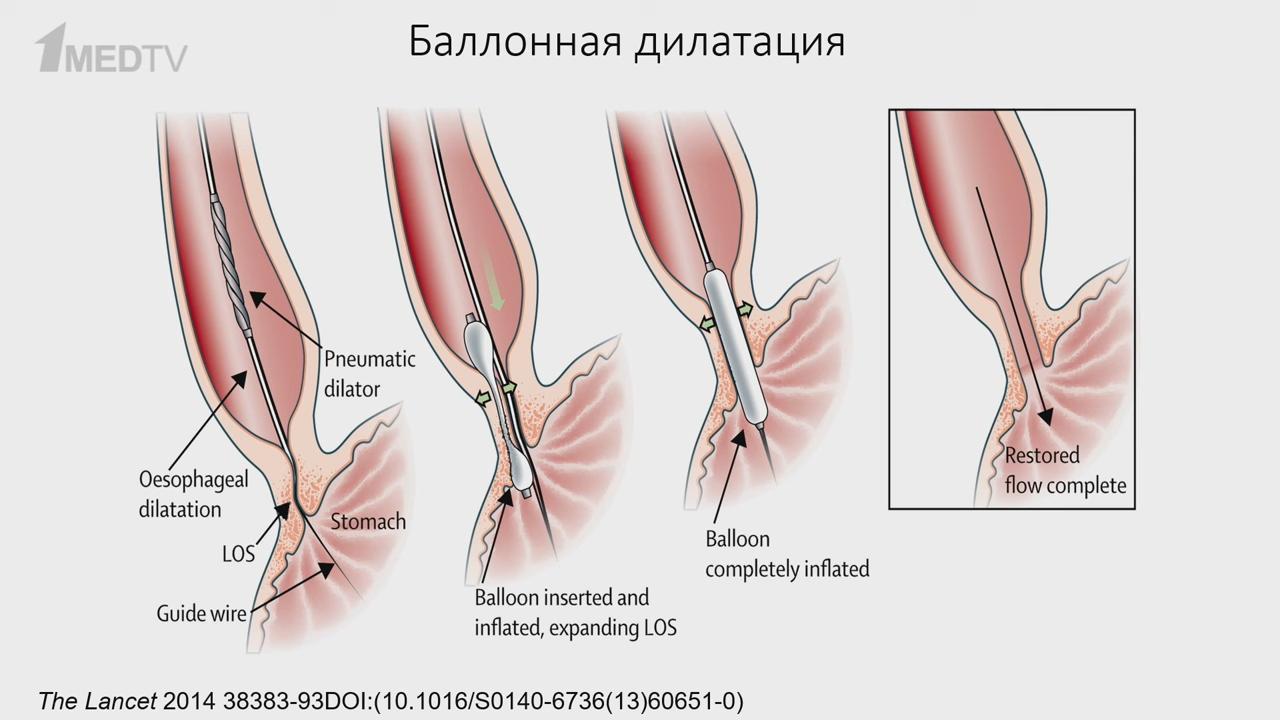 1MEDTV
Баллонная дилатация
Pneumatic
dilator
Oesophageal
dilatation
LOS
Stomach
Guide wire
Balloon inserted and
inflated, expanding LOS
Balloon
completely inflated
Restored
flow complete
The Lancet 2014 38383-93DOI:(10.1016/S0140-6736(13)60651-0)